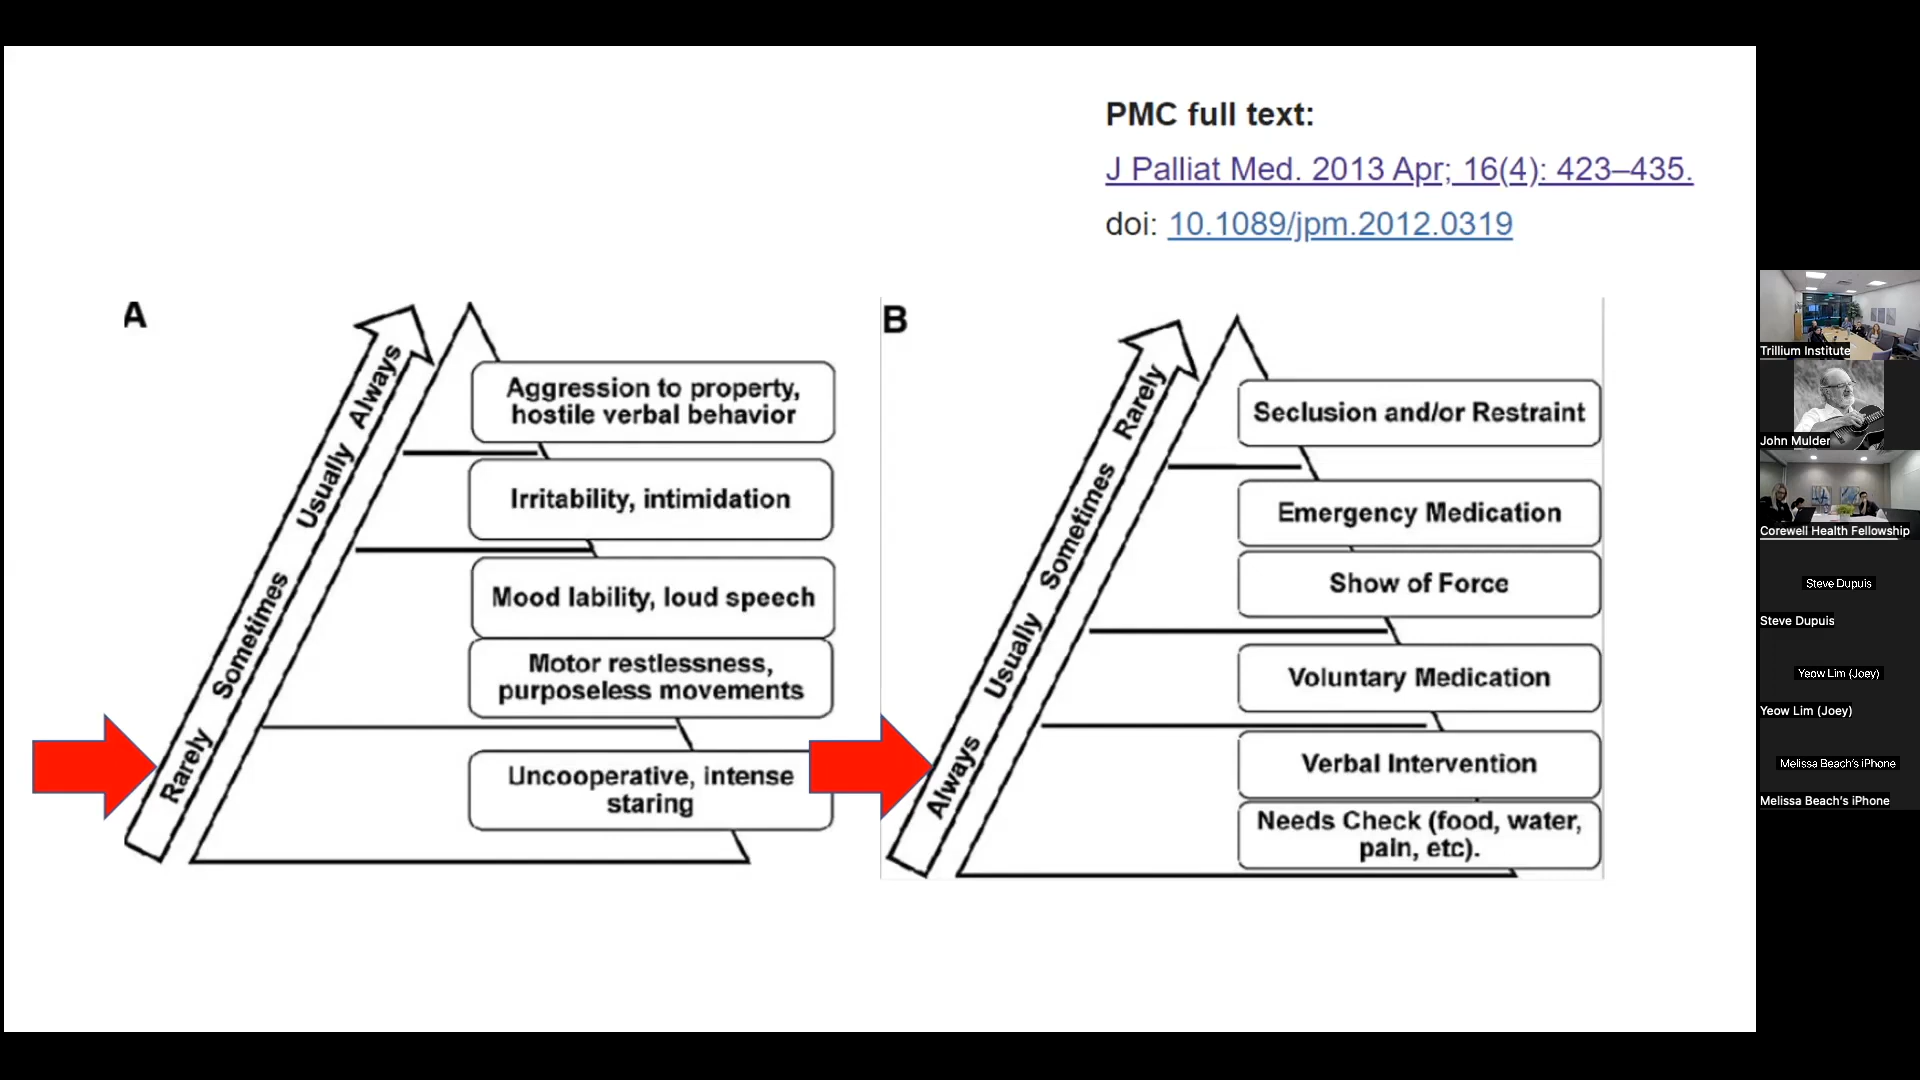 PMC full text:
J Palliat Med. 2013 Apr; 16(4): 423–435.
doi: 10.1089/jpm.2012.0319
A
Always
Usually
Sometimes
Rarely
Aggression to property,
hostile verbal behavior
Irritability, intimidation
Mood lability, loud speech
Motor restlessness,
purposeless movements
Uncooperative, intense
staring
B
Rarely
Sometimes
Usually
Always
Seclusion and/or Restraint
Emergency Medication
Show of Force
Voluntary Medication
Verbal Intervention
Needs Check (food, water,
pain, etc).
Trillium Institute
John Mulder
Corewell Health Fellowship
Steve Dupuis
Steve Dupuis
Yeow Lim (Joey)
Yeow Lim (Joey)
Melissa Beach's iPhone
Melissa Beach's iPhone